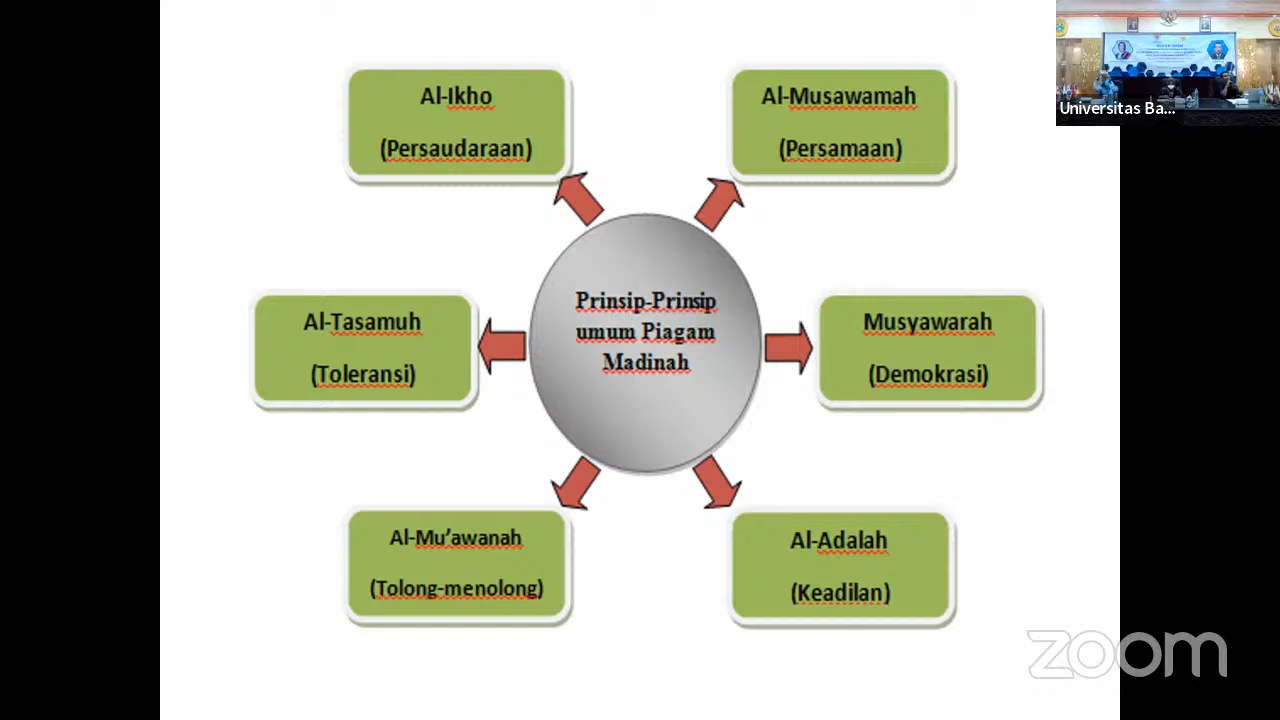 Al-Ikho
(Persaudaraan)
Al-Musawamah
(Persamaan)
Universitas Ba...
Prinsip-Prinsip
umum Piagam
Madinah
Al-Tasamuh
(Toleransi)
Musyawarah
(Demokrasi)
Al-Mu’awanah
(Tolong-menolong)
Al-Adalah
(Keadilan)
zoom